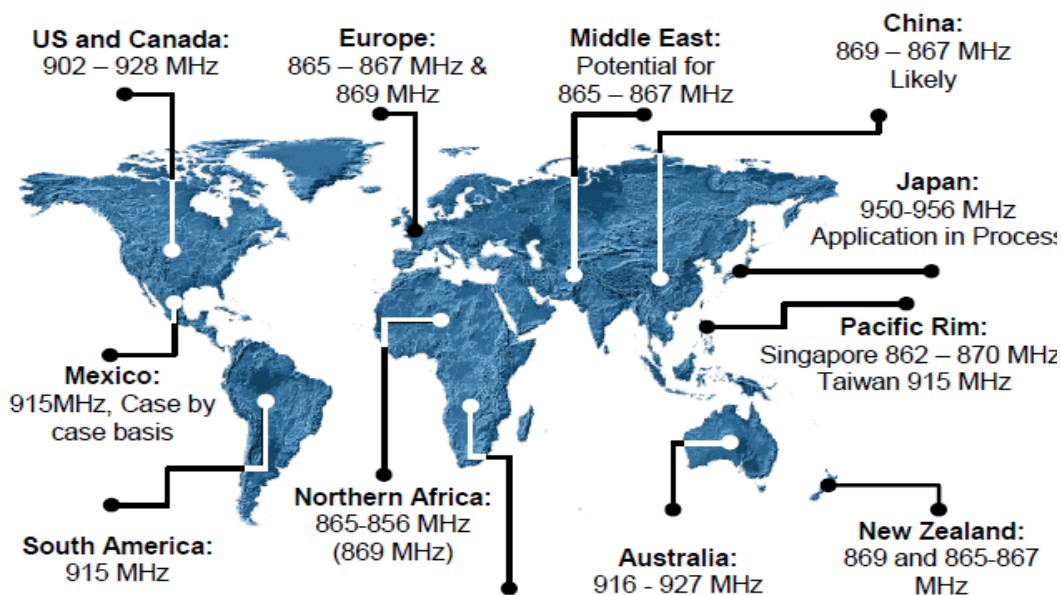 US and Canada:
902 – 928 MHz
Europe:
865 – 867 MHz &
869 MHz
Middle East:
Potential for
865 – 867 MHz
China:
869 – 867 MHz
Likely
Japan:
950-956 MHz
Application in Process
Pacific Rim:
Singapore 862 – 870 MHz
Taiwan 915 MHz
Mexico:
915MHz, Case by
case basis
South America:
915 MHz
Northern Africa:
865-856 MHz
(869 MHz)
Australia:
916 - 927 MHz
New Zealand:
869 and 865-867
MHz